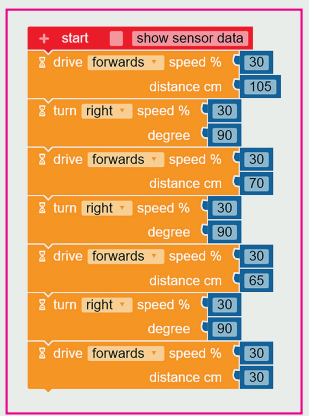 + start show sensor data
drive forwards speed % 30
distance cm 105
turn right speed % 30
degree 90
drive forwards speed % 30
distance cm 70
turn right speed % 30
degree 90
drive forwards speed % 30
distance cm 65
turn right speed % 30
degree 90
drive forwards speed % 30
distance cm 30